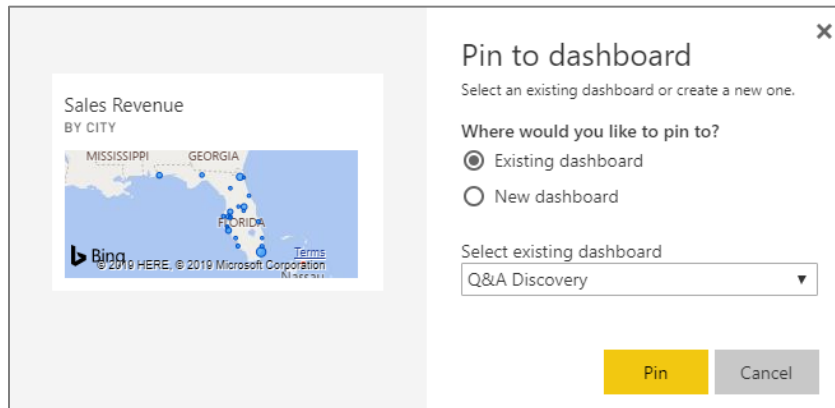 Sales Revenue
BY CITY
MISSISSIPPI GEORGIA
FLORIDA
Bing
Terms
© 2019 HERE, © 2019 Microsoft Corporation
Nassau
×
Pin to dashboard
Select an existing dashboard or create a new one.
Where would you like to pin to?
Existing dashboard
New dashboard
Select existing dashboard
Q&A Discovery
Pin Cancel